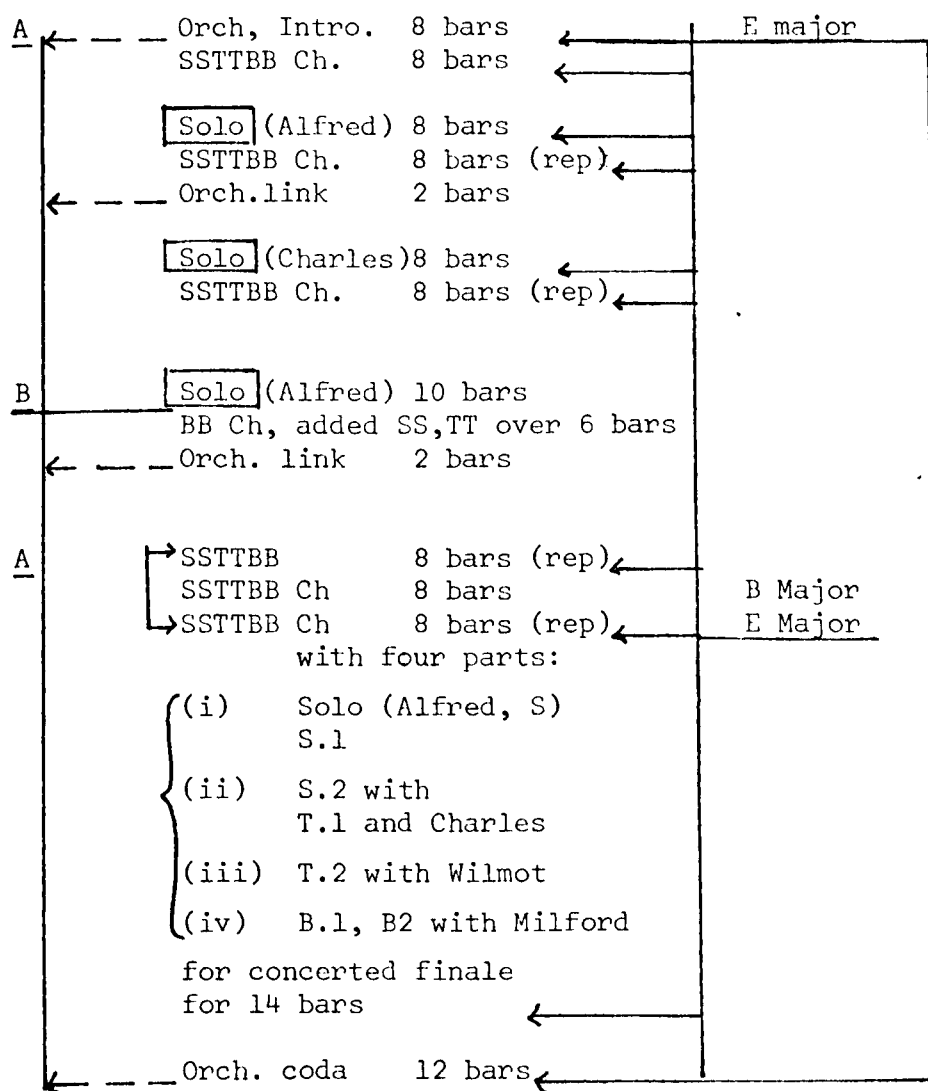 A Orch, Intro. 8 bars E major
SSTTBB Ch. 8 bars
Solo (Alfred) 8 bars
SSTTBB Ch. 8 bars (rep)
Orch.link 2 bars
Solo (Charles) 8 bars
SSTTBB Ch. 8 bars (rep)
B Solo (Alfred) 10 bars
BB Ch, added SS,TT over 6 bars
Orch. link 2 bars
A SSTTBB 8 bars (rep)
SSTTBB Ch 8 bars B Major
SSTTBB Ch 8 bars (rep) E Major
with four parts:
(i) Solo (Alfred, S)
S.1
(ii) S.2 with
T.1 and Charles
(iii) T.2 with Wilmot
(iv) B.1, B2 with Milford
for concerted finale
for 14 bars
Orch. coda 12 bars